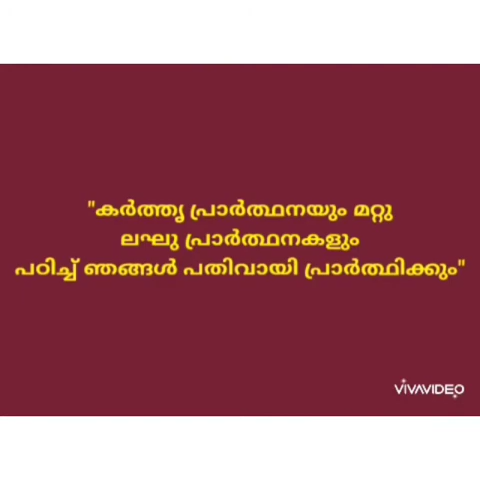 "കർത്തൃ പ്രാർത്ഥനയും മറ്റു
ലഘു പ്രാർത്ഥനകളും
പഠിച്ച് ഞങ്ങൾ പതിവായി പ്രാർത്ഥിക്കും"
VIVAVIDEO